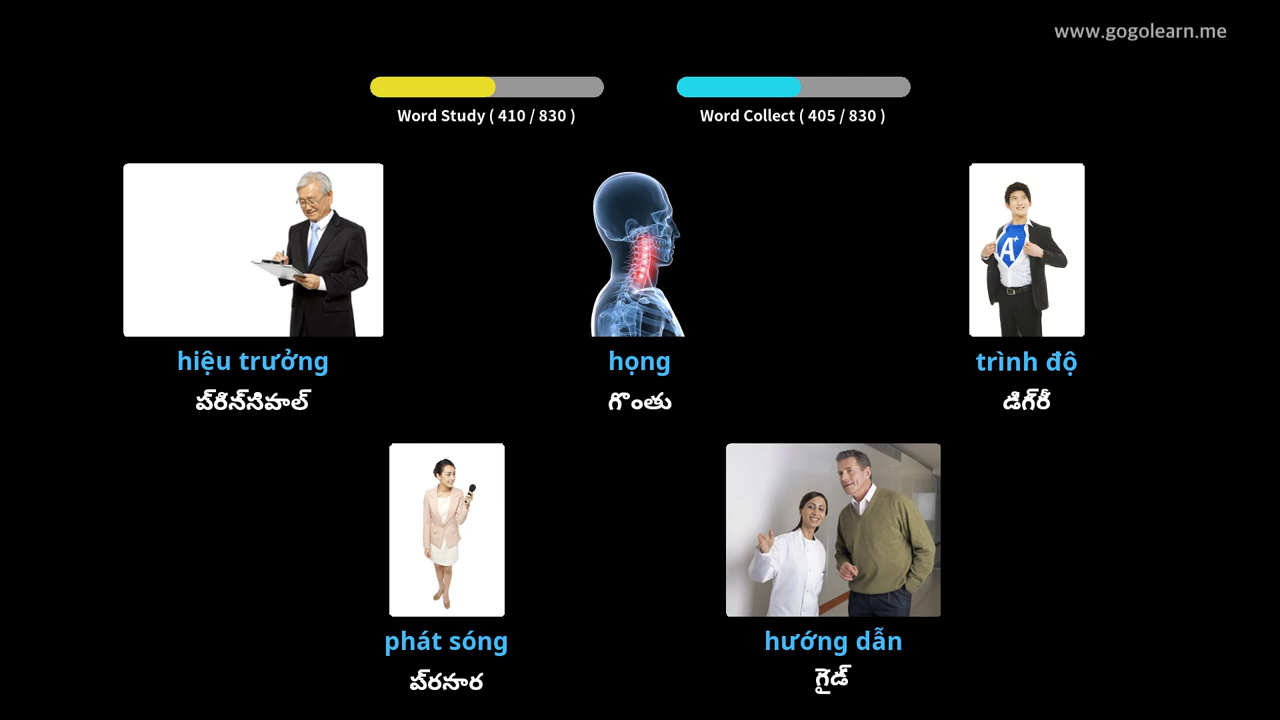 www.gogolearn.me
Word Study ( 410 / 830 )
Word Collect ( 405 / 830 )
hiệu trưởng
ప్‌రిన్‌సిపాల్
họng
గొంతు
trình độ
డిగ్‌రీ
phát sóng
ప్‌రసార
hướng dẫn
గైడ్